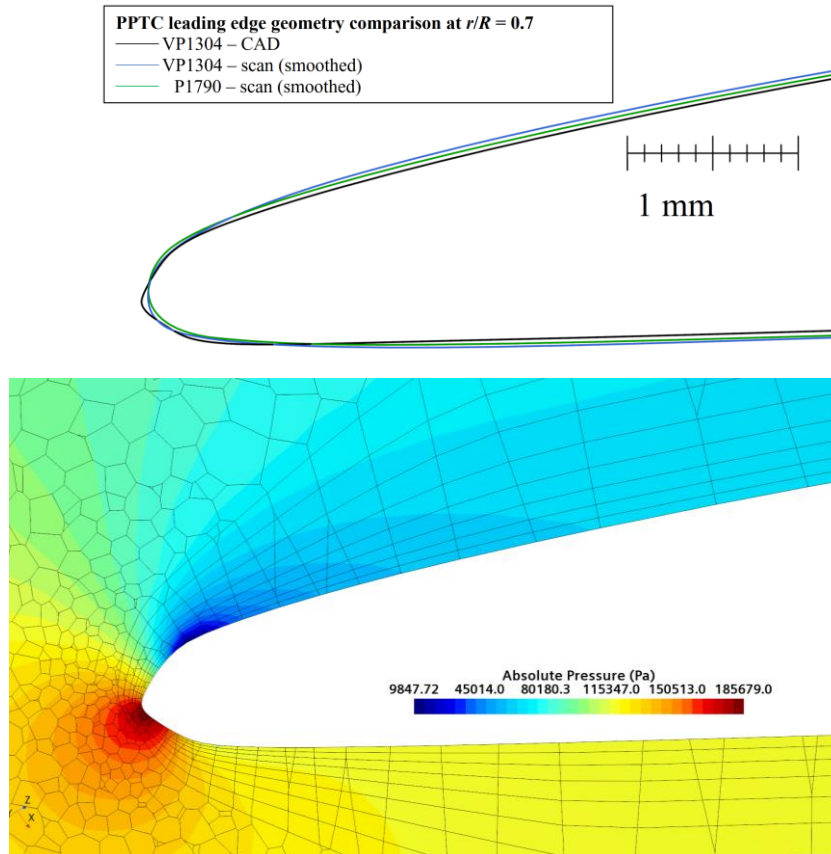 PPTC leading edge geometry comparison at r/R = 0.7
VP1304 – CAD
VP1304 – scan (smoothed)
P1790 – scan (smoothed)
1 mm
Absolute Pressure (Pa)
9847.72 45014.0 80180.3 115347.0 150513.0 185679.0
Z
X